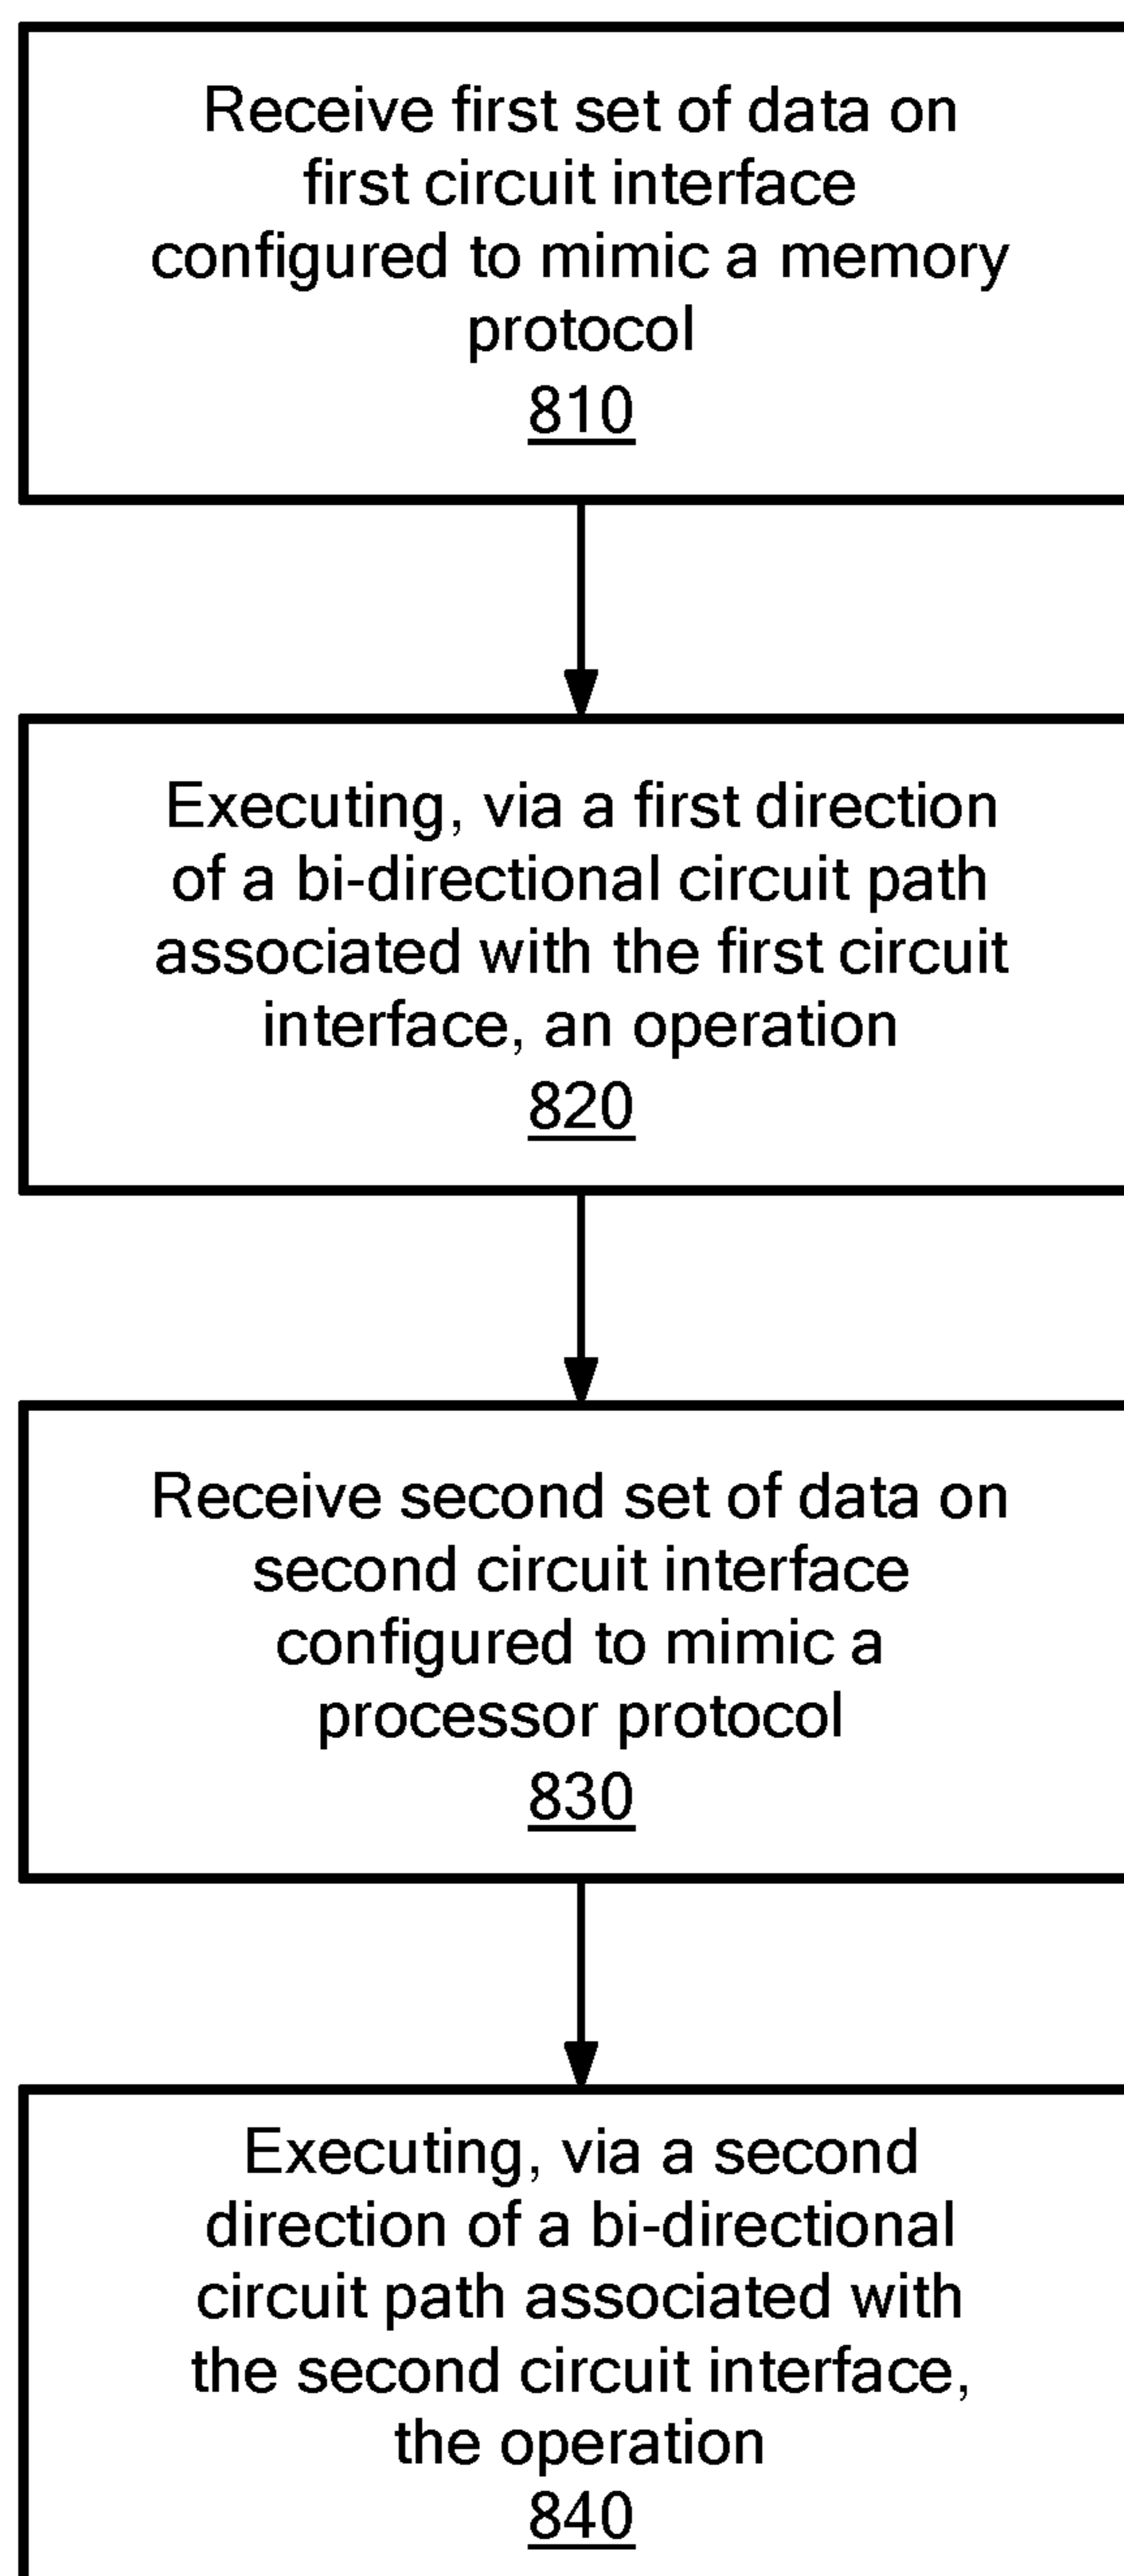 Receive first set of data on
first circuit interface
configured to mimic a memory
protocol
810
Executing, via a first direction
of a bi-directional circuit path
associated with the first circuit
interface, an operation
820
Receive second set of data on
second circuit interface
configured to mimic a
processor protocol
830
Executing, via a second
direction of a bi-directional
circuit path associated with
the second circuit interface,
the operation
840